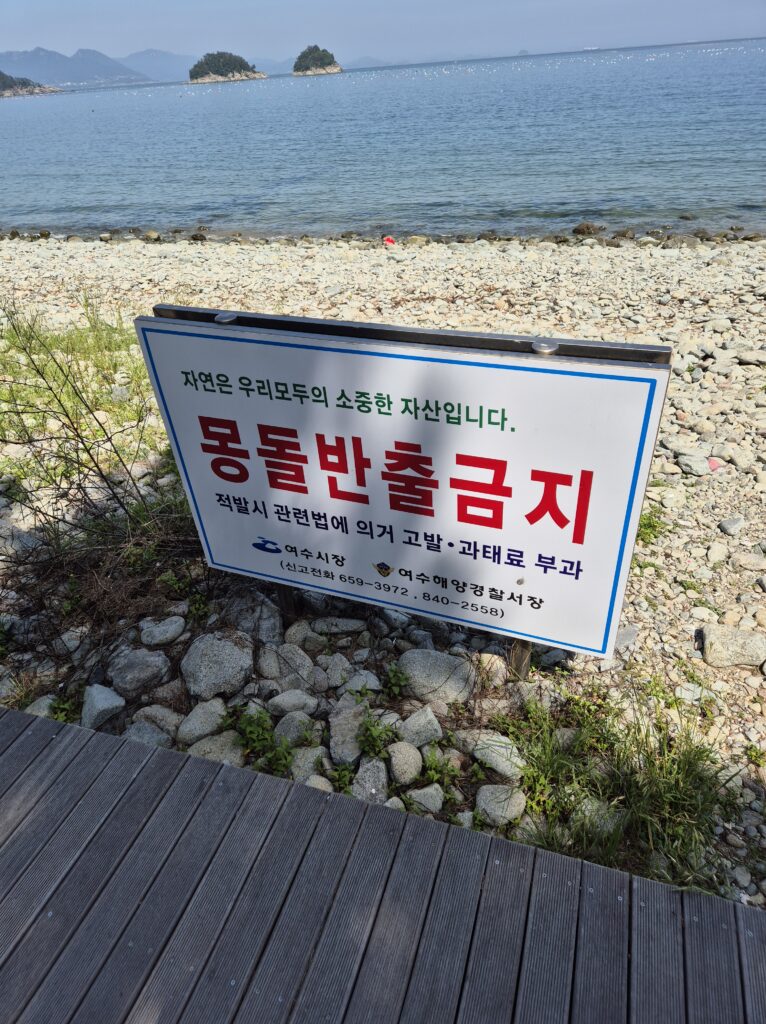 자연은 우리모두의 소중한 자산입니다.
몽돌반출금지
적발시 관련법에 의거 고발·과태료 부과
여수시장 여수해양경찰서장
(신고전화 659-3972, 840-2558)